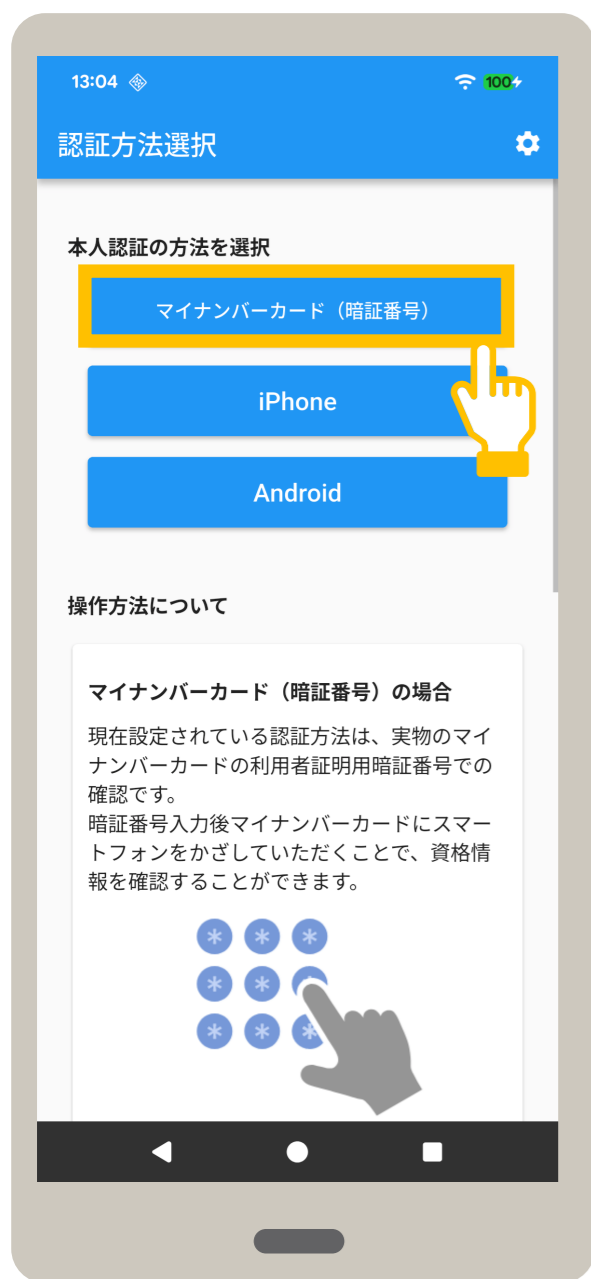 13:04
100
認証方法選択
本人認証の方法を選択
マイナンバーカード（暗証番号）
iPhone
Android
操作方法について
マイナンバーカード（暗証番号）の場合
現在設定されている認証方法は、実物のマイ
ナンバーカードの利用者証明用暗証番号での
確認です。
暗証番号入力後マイナンバーカードにスマー
トフォンをかざしていただくことで、資格情
報を確認することができます。
* * *
* * *
* * *